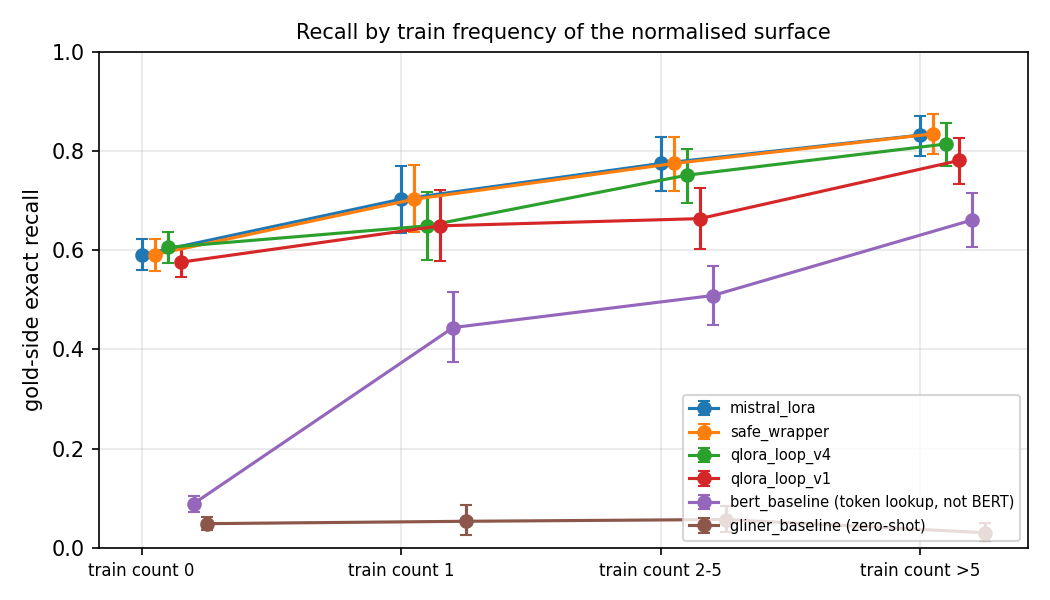 Recall by train frequency of the normalised surface
gold-side exact recall
1.0
0.8
0.6
0.4
0.2
0.0
train count 0
train count 1
train count 2-5
train count >5
mistral_lora
safe_wrapper
qlora_loop_v4
qlora_loop_v1
bert_baseline (token lookup, not BERT)
gliner_baseline (zero-shot)